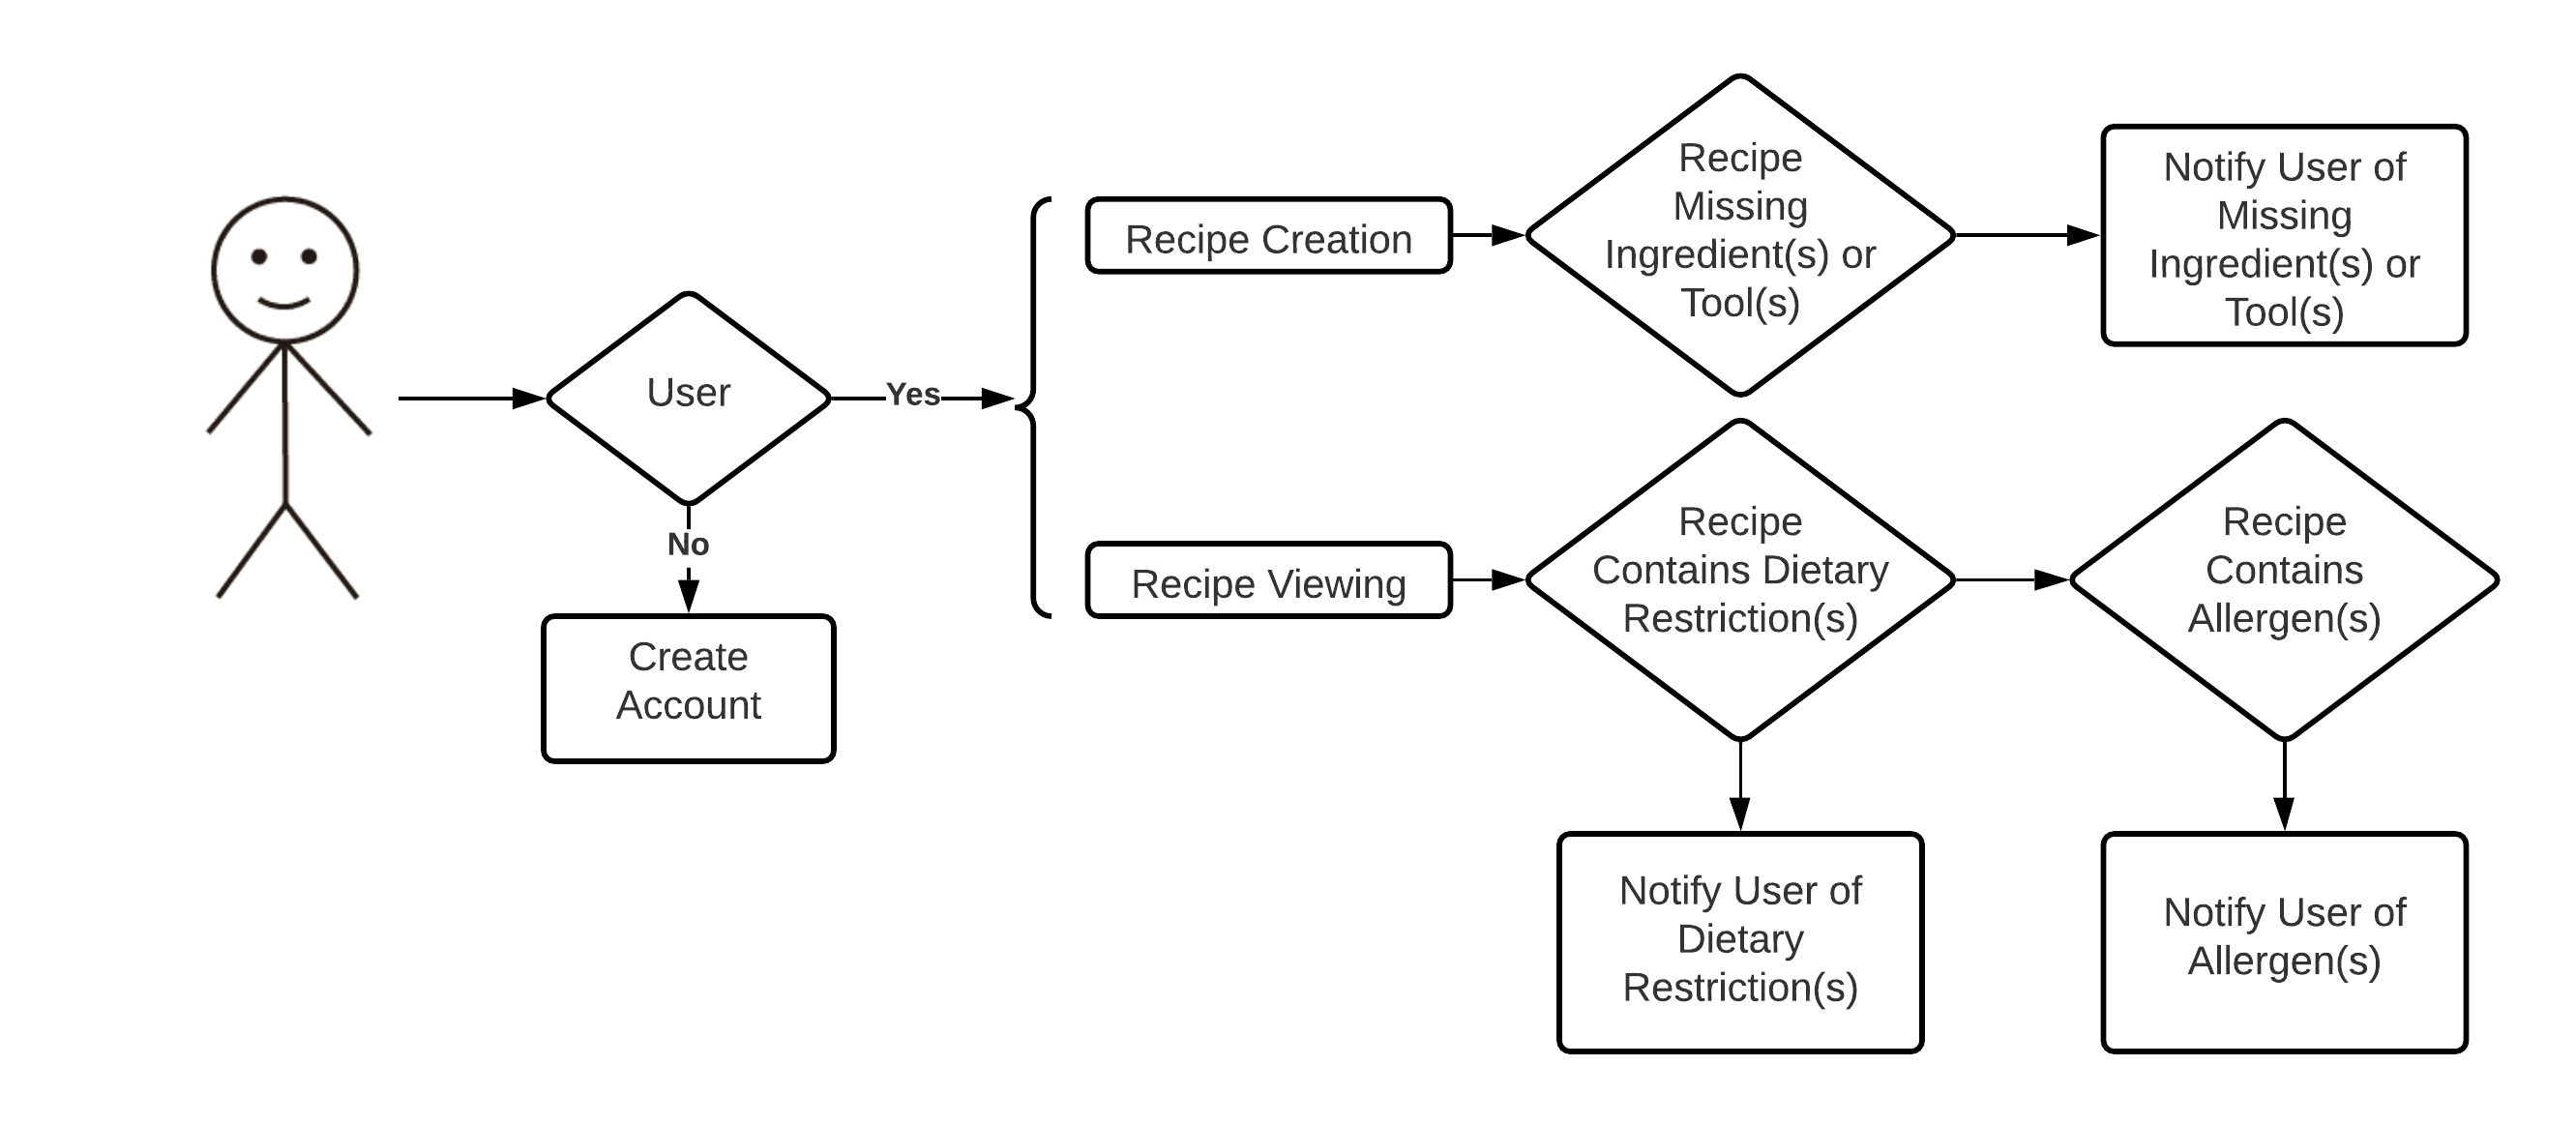 User
Yes
No
Create
Account
Recipe Creation
Recipe
Missing
Ingredient(s) or
Tool(s)
Notify User of
Missing
Ingredient(s) or
Tool(s)
Recipe Viewing
Recipe
Contains Dietary
Restriction(s)
Recipe
Contains
Allergen(s)
Notify User of
Dietary
Restriction(s)
Notify User of
Allergen(s)